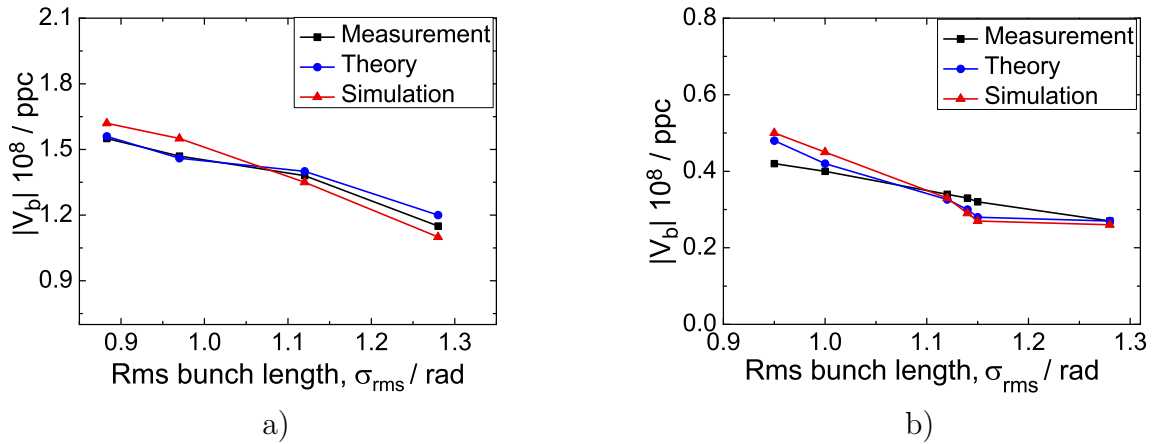 2.1
1.8
1.5
1.2
0.9
|V_b| 10^8 / ppc
Measurement
Theory
Simulation
0.9 1.0 1.1 1.2 1.3
Rms bunch length, σ_rms / rad
a)
0.8
0.6
0.4
0.2
0.0
|V_b| 10^8 / ppc
Measurement
Theory
Simulation
0.9 1.0 1.1 1.2 1.3
Rms bunch length, σ_rms / rad
b)